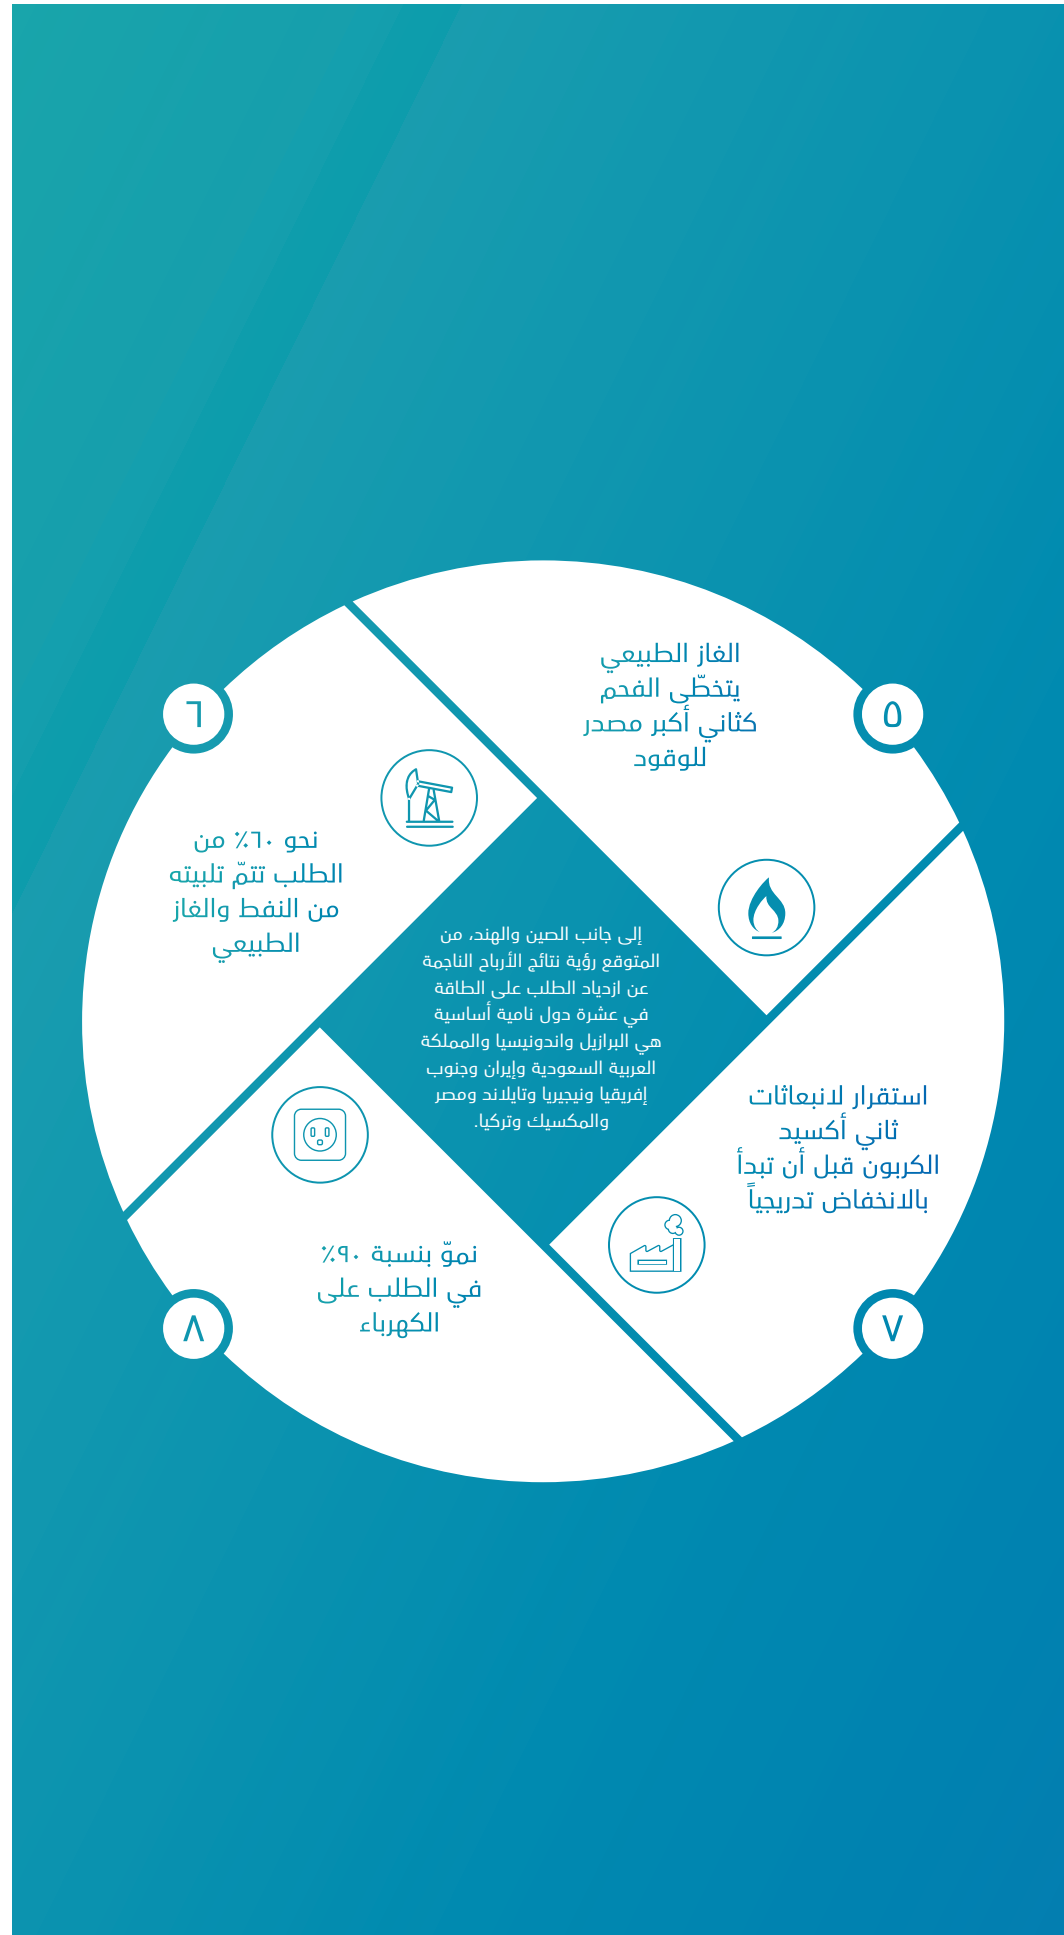 ٥
الغاز الطبيعي
يتخطّى الفحم
كثاني أكبر مصدر
للوقود
٦
نحو ٦٠٪ من
الطلب تتمّ تلبيته
من النفط والغاز
الطبيعي
إلى جانب الصين والهند، من
المتوقع رؤية نتائج الأرباح الناجمة
عن ازدياد الطلب على الطاقة
في عشرة دول نامية أساسية
هي البرازيل واندونيسيا والمملكة
العربية السعودية وإيران وجنوب
إفريقيا ونيجيريا وتايلاند ومصر
والمكسيك وتركيا.
٧
استقرار لانبعاثات
ثاني أكسيد
الكربون قبل أن تبدأ
بالانخفاض تدريجياً
٨
نموّ بنسبة ٩٠٪
في الطلب على
الكهرباء